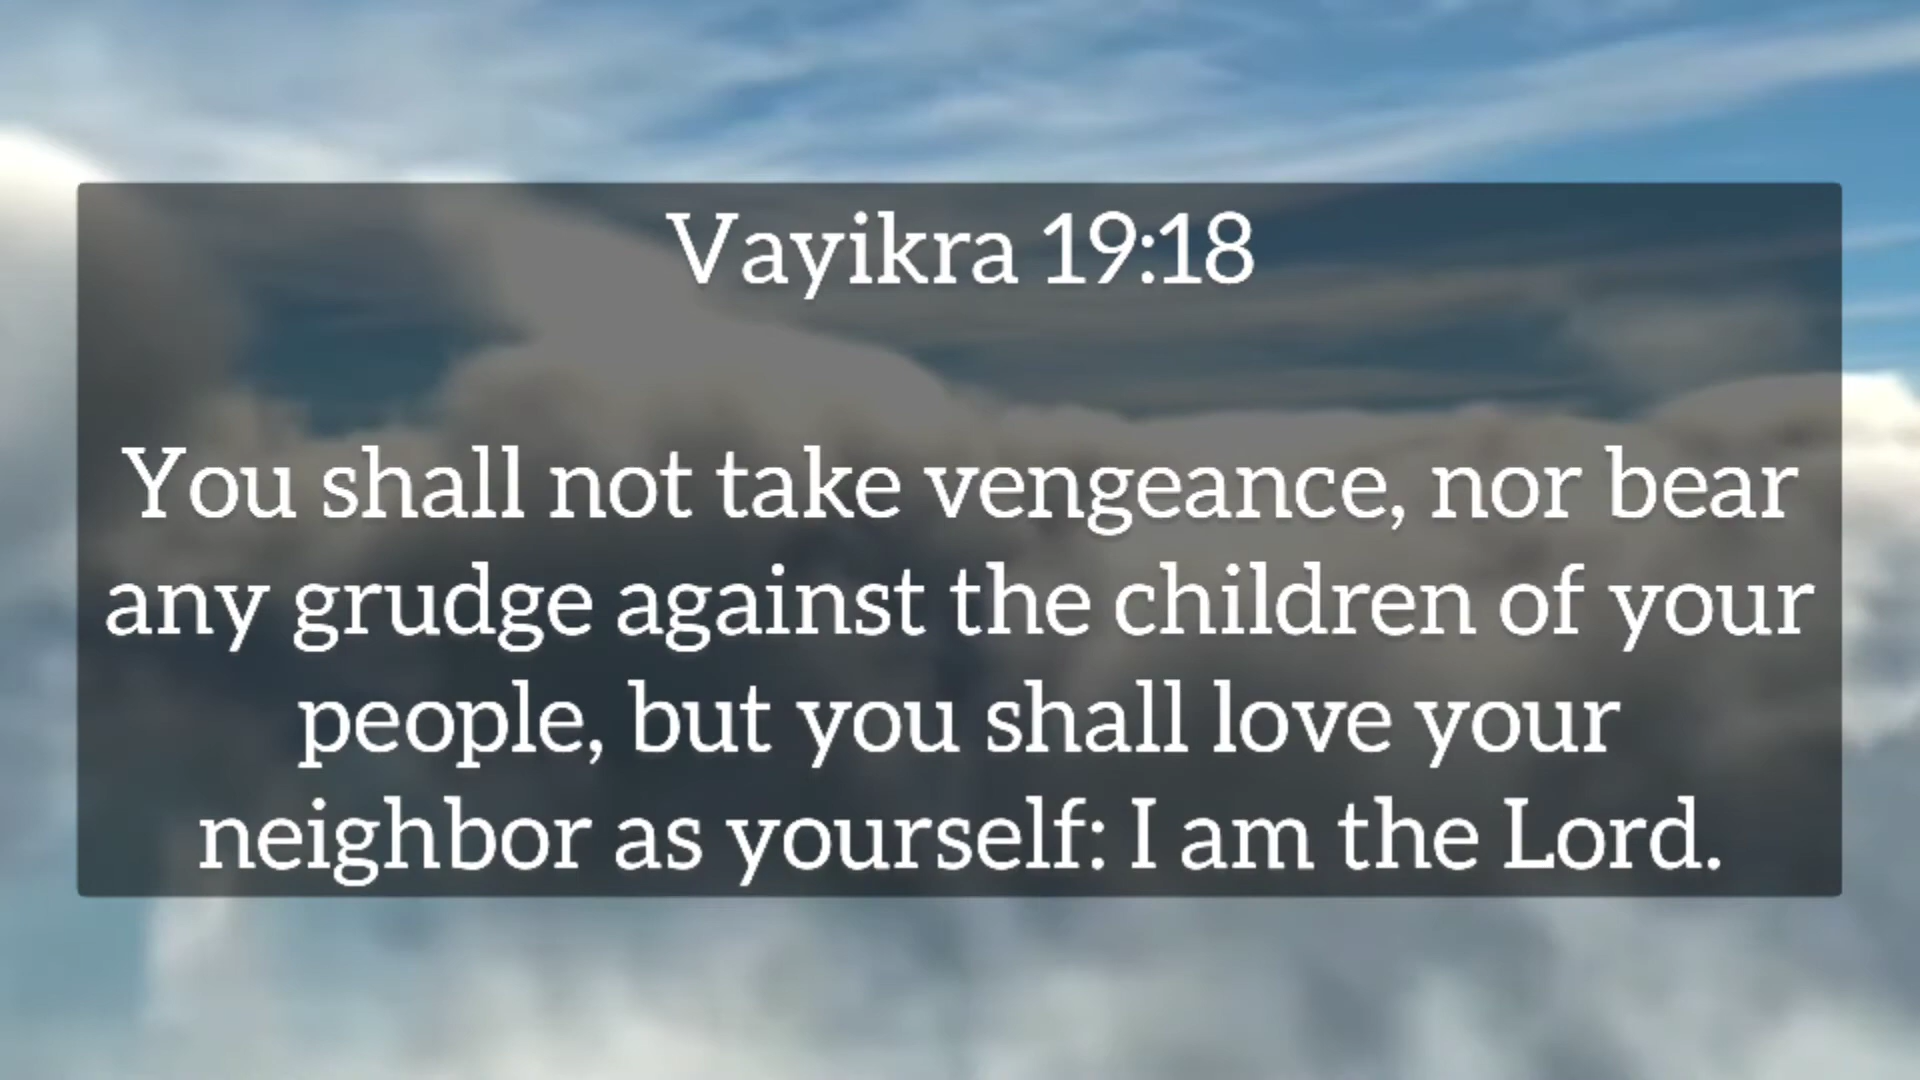 Vayikra 19:18
You shall not take vengeance, nor bear
any grudge against the children of your
people, but you shall love your
neighbor as yourself: I am the Lord.